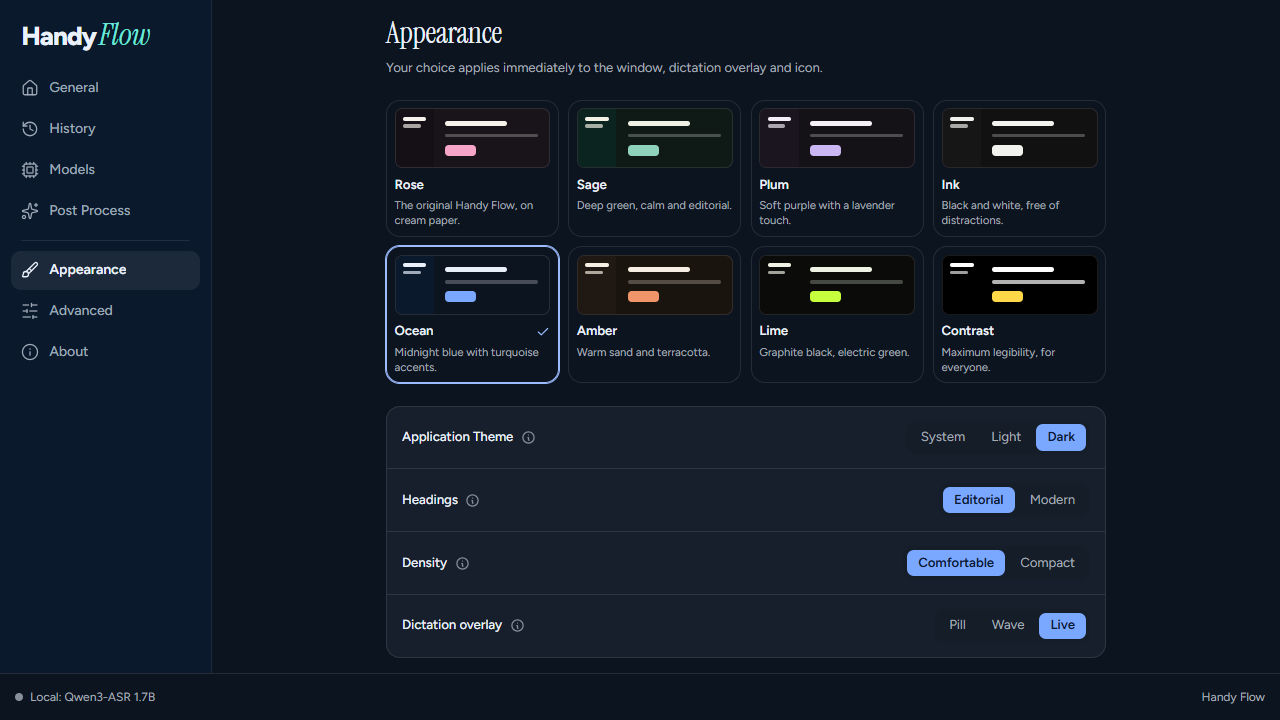 Handy Flow
General
History
Models
Post Process
Appearance
Advanced
About
Appearance
Your choice applies immediately to the window, dictation overlay and icon.
Rose
The original Handy Flow, on
cream paper.
Sage
Deep green, calm and editorial.
Plum
Soft purple with a lavender
touch.
Ink
Black and white, free of
distractions.
Ocean
Midnight blue with turquoise
accents.
Amber
Warm sand and terracotta.
Lime
Graphite black, electric green.
Contrast
Maximum legibility, for
everyone.
Application Theme
System Light Dark
Headings
Editorial Modern
Density
Comfortable Compact
Dictation overlay
Pill Wave Live
Local: Qwen3-ASR 1.7B
Handy Flow